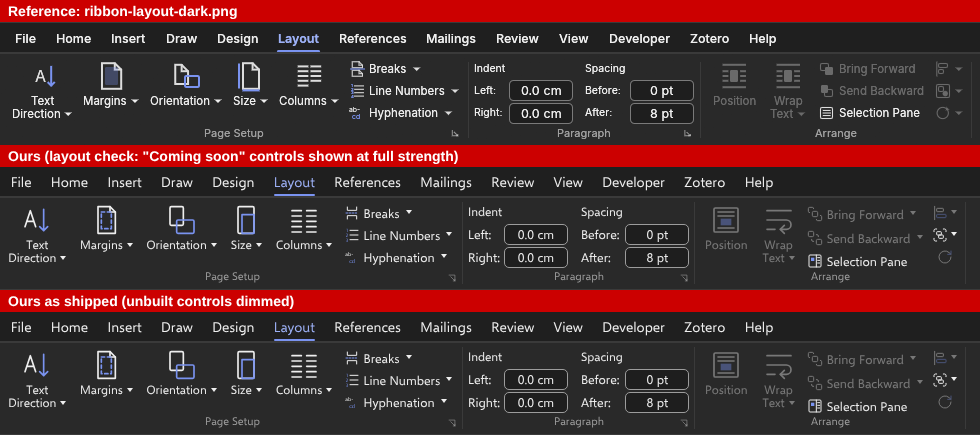 Reference: ribbon-layout-dark.png
File Home Insert Draw Design Layout References Mailings Review View Developer Zotero Help
Text Direction
Margins
Orientation
Size
Columns
Breaks
Line Numbers
Hyphenation
Page Setup
Indent
Left: 0.0 cm
Right: 0.0 cm
Spacing
Before: 0 pt
After: 8 pt
Paragraph
Position
Wrap Text
Bring Forward
Send Backward
Selection Pane
Arrange
Ours (layout check: "Coming soon" controls shown at full strength)
File Home Insert Draw Design Layout References Mailings Review View Developer Zotero Help
Text Direction
Margins
Orientation
Size
Columns
Breaks
Line Numbers
Hyphenation
Page Setup
Indent
Left: 0.0 cm
Right: 0.0 cm
Spacing
Before: 0 pt
After: 8 pt
Paragraph
Position
Wrap Text
Bring Forward
Send Backward
Selection Pane
Arrange
Ours as shipped (unbuilt controls dimmed)
File Home Insert Draw Design Layout References Mailings Review View Developer Zotero Help
Text Direction
Margins
Orientation
Size
Columns
Breaks
Line Numbers
Hyphenation
Page Setup
Indent
Left: 0.0 cm
Right: 0.0 cm
Spacing
Before: 0 pt
After: 8 pt
Paragraph
Position
Wrap Text
Bring Forward
Send Backward
Selection Pane
Arrange